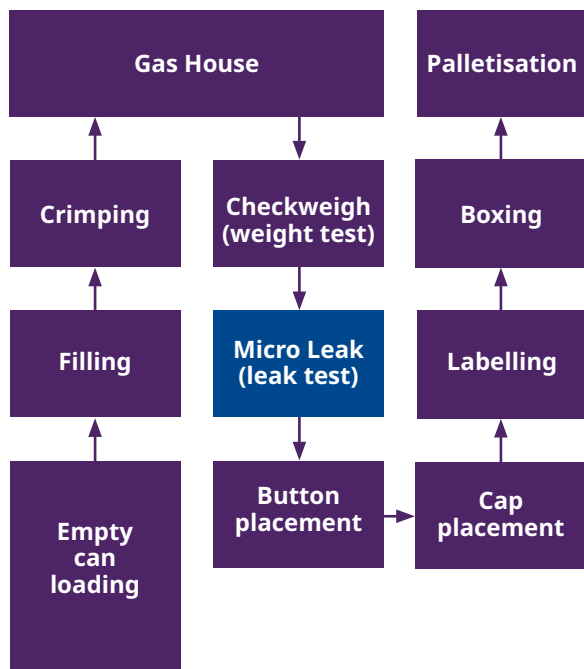 Gas House
Palletisation
Crimping
Checkweigh
(weight test)
Boxing
Filling
Micro Leak
(leak test)
Labelling
Empty
can
loading
Button
placement
Cap
placement